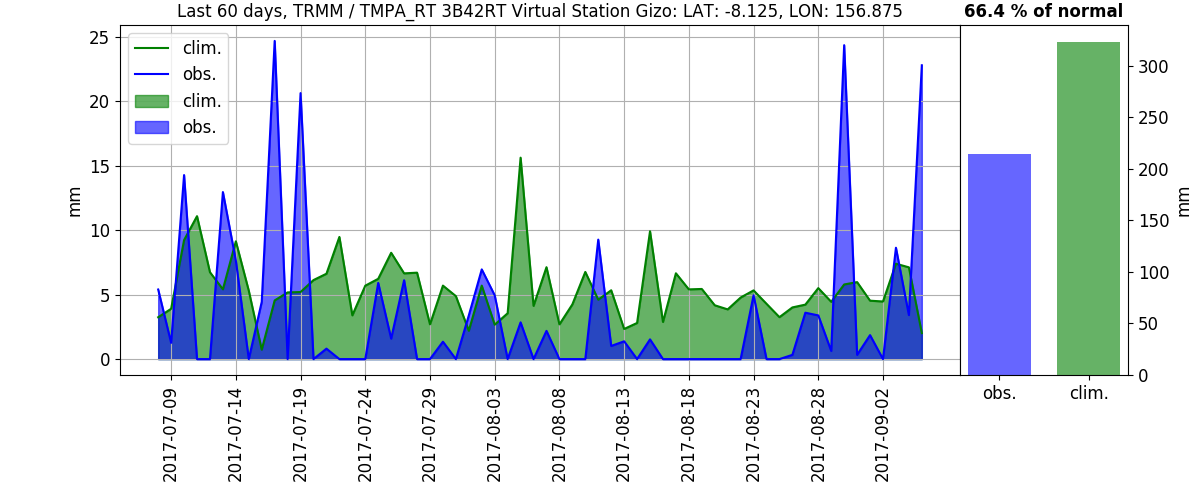 Last 60 days, TRMM / TMPA_RT 3B42RT Virtual Station Gizo: LAT: -8.125, LON: 156.875
66.4 % of normal
clim.
obs.
clim.
obs.
25
20
15
10
5
0
mm
2017-07-09
2017-07-14
2017-07-19
2017-07-24
2017-07-29
2017-08-03
2017-08-08
2017-08-13
2017-08-18
2017-08-23
2017-08-28
2017-09-02
300
250
200
150
100
50
0
mm
obs.
clim.